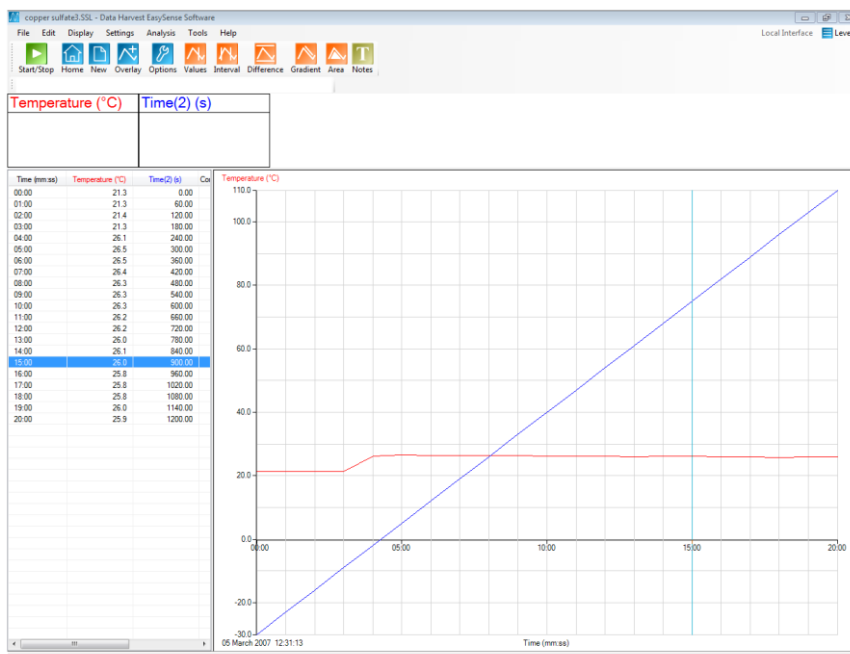 copper sulfate3.SSL - Data Harvest EasySense Software
File Edit Display Settings Analysis Tools Help
Local Interface
Start/Stop Home New Overlay Options Values Interval Difference Gradient Area Notes
Temperature (°C) Time(2) (s)
Time (mm:ss) Temperature (°C) Time(2) (s)
00:00 21.3 0.00
01:00 21.3 60.00
02:00 21.4 120.00
03:00 21.3 180.00
04:00 26.1 240.00
05:00 26.5 300.00
06:00 26.5 360.00
07:00 26.4 420.00
08:00 26.3 480.00
09:00 26.3 540.00
10:00 26.3 600.00
11:00 26.2 660.00
12:00 26.2 720.00
13:00 26.0 780.00
14:00 26.1 840.00
15:00 26.0 900.00
16:00 25.8 960.00
17:00 25.8 1020.00
18:00 25.8 1080.00
19:00 26.0 1140.00
20:00 25.9 1200.00
Temperature (°C)
110.0
100.0
80.0
60.0
40.0
20.0
0.0
00:00 05:00 10:00 15:00 20:00
-20.0
-30.0
05 March 2007 12:31:13 Time (mm:ss)